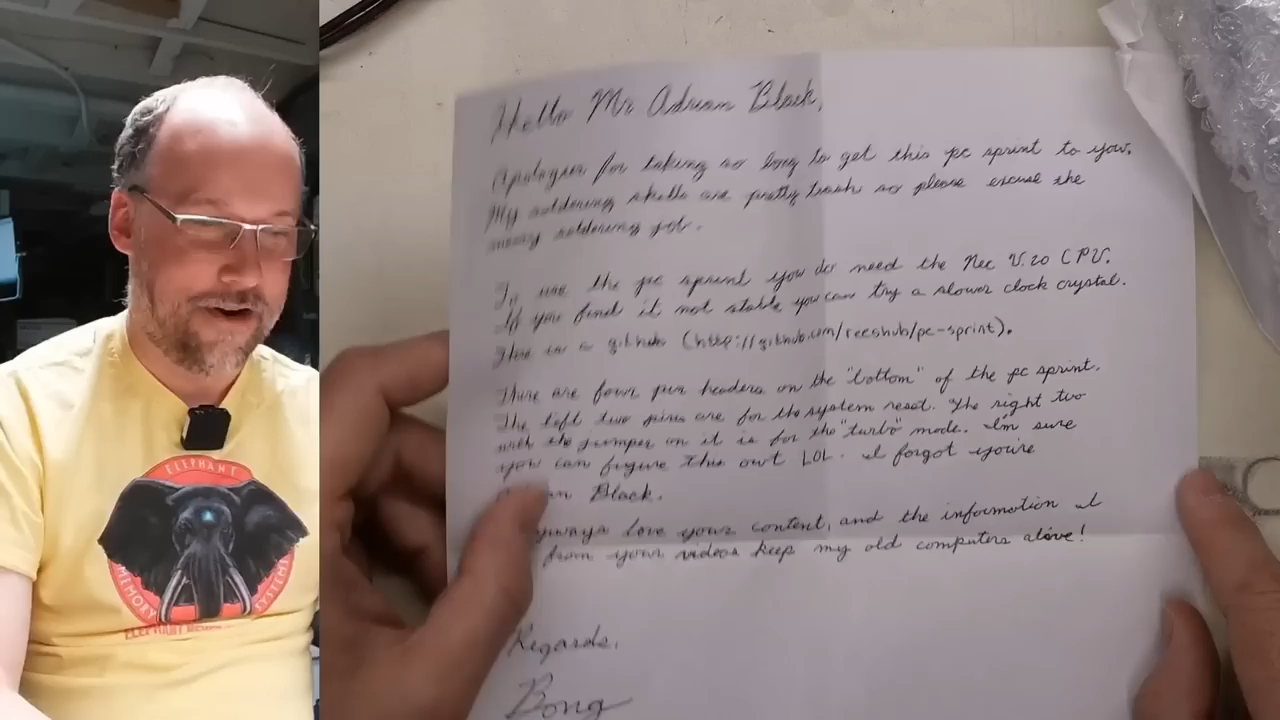 Hello Mr Adrian Black,
Apologies for taking so long to get this pc sprint to you.
My soldering skills are pretty trash so please excuse the
messy soldering job.
To use the pc sprint you do need the Nec V.20 CPU.
If you find it not stable you can try a slower clock crystal.
There is a github (http://github.com/reeshub/pc-sprint).
There are four pin headers on the "bottom" of the pc sprint.
The left two pins are for the system reset. The right two
with the jumper on it is for the "turbo" mode. I'm sure
you can figure this out LOL. I forgot you're
Black.
love your content, and the information I
from your videos keep my old computers alive!
Regards,
Bong
ELEPHANT
MEMORY
SYSTEMS